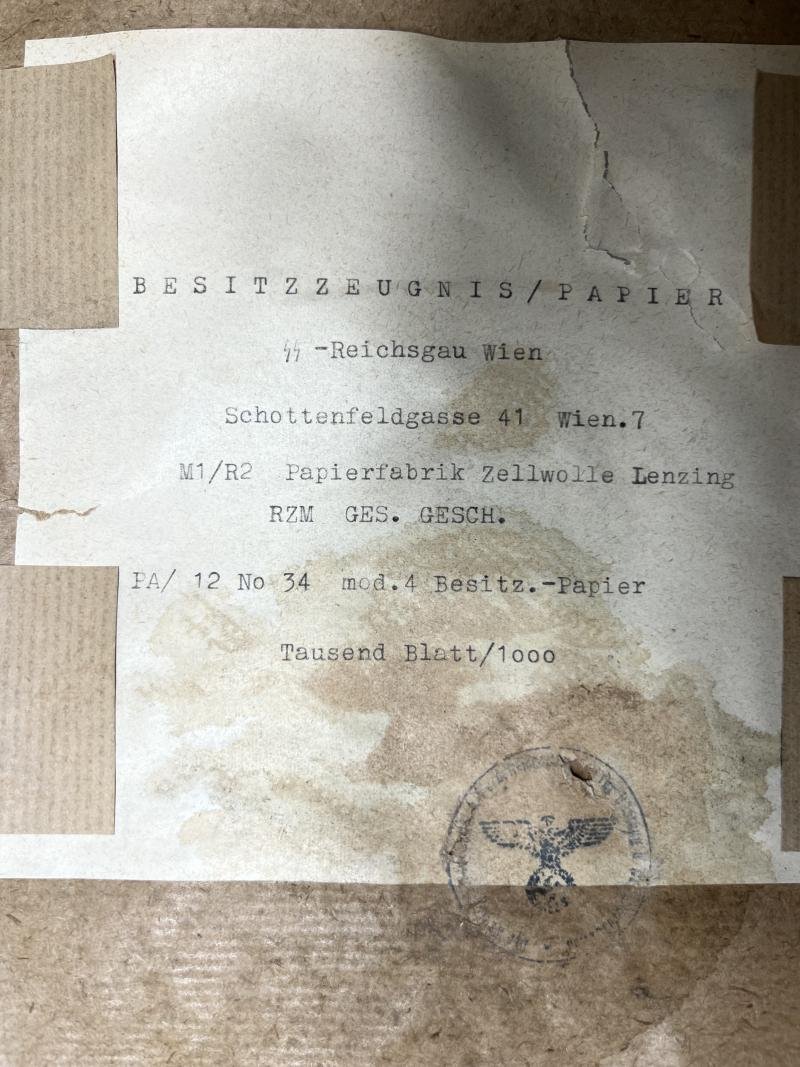 BESITZZEUGNIS/PAPIER
ᛋᛋ -Reichsgau Wien
Schottenfeldgasse 41 Wien.7
M1/R2 Papierfabrik Zellwolle Lenzing
RZM GES. GESCH.
PA/ 12 No 34 mod.4 Besitz.-Papier
Tausend Blatt/1ooo